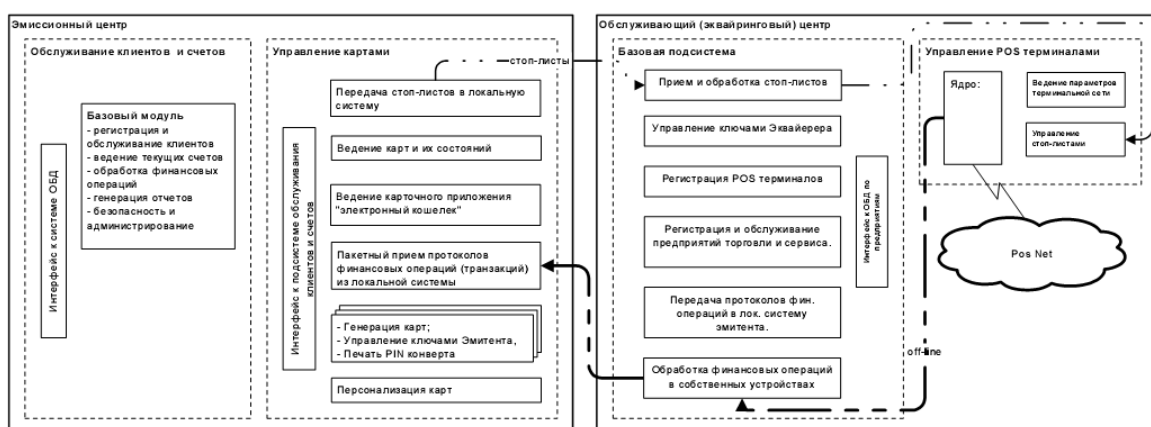 Эмиссионный центр
Обслуживание клиентов и счетов
Интерфейс к системе ОБД
Базовый модуль
- регистрация и
обслуживание клиентов
- ведение текущих счетов
- обработка финансовых
операций
- генерация отчетов
- безопасность и
администрирование
Управление картами
Интерфейс к подсистеме обслуживания
клиентов и счетов
Передача стоп-листов в локальную
систему
Ведение карт и их состояний
Ведение карточного приложения
"электронный кошелек"
Пакетный прием протоколов
финансовых операций (транзакций)
из локальной системы
- Генерация карт;
- Управление ключами Эмитента,
- Печать PIN конверта
Персонализация карт
стоп-листы
Обслуживающий (эквайринговый) центр
Базовая подсистема
Прием и обработка стоп-листов
Управление ключами Эквайерера
Регистрация POS терминалов
Регистрация и обслуживание
предприятий торговли и сервиса.
Передача протоколов фин.
операций в лок. систему
эмитента.
Обработка финансовых операций
в собственных устройствах
Интерфейс к ОБД по
предприятиям
off-line
Управление POS терминалами
Ядро:
Ведение параметров
терминальной сети
Управление
стоп-листами
Pos Net